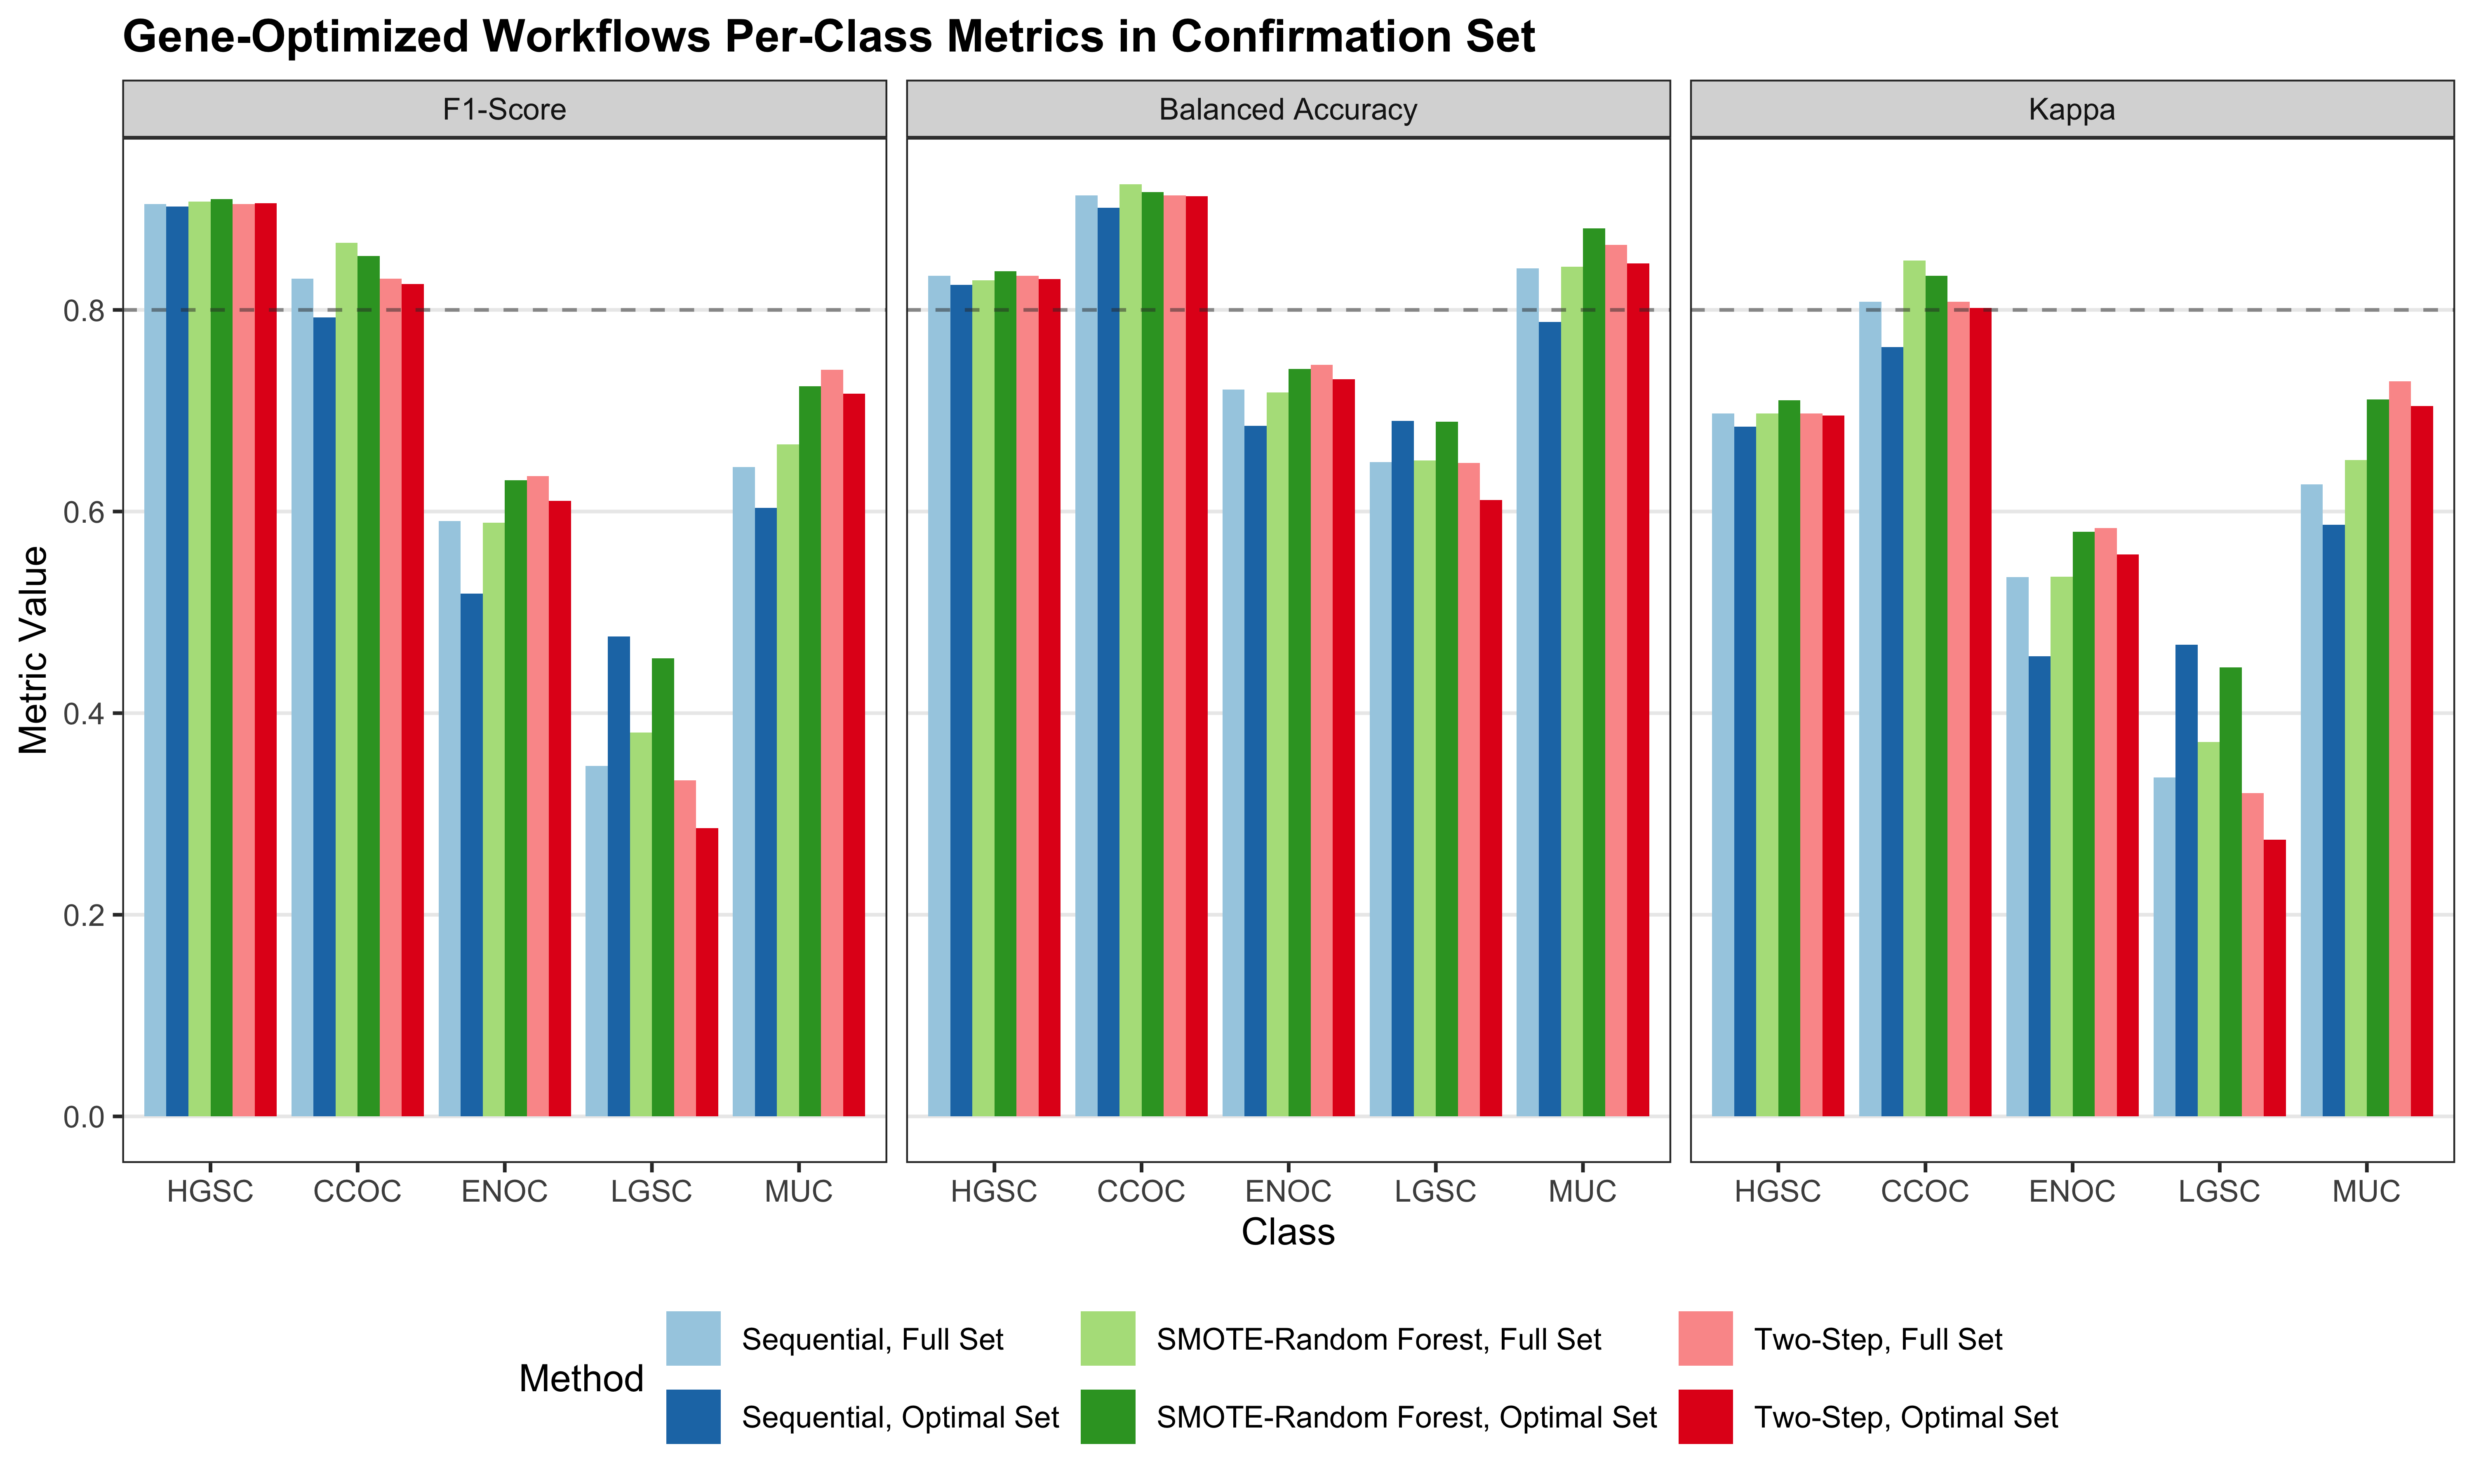 Gene-Optimized Workflows Per-Class Metrics in Confirmation Set
F1-Score
Balanced Accuracy
Kappa
Metric Value
0.8
0.6
0.4
0.2
0.0
HGSC CCOC ENOC LGSC MUC
HGSC CCOC ENOC LGSC MUC
HGSC CCOC ENOC LGSC MUC
Class
Method
Sequential, Full Set
SMOTE-Random Forest, Full Set
Two-Step, Full Set
Sequential, Optimal Set
SMOTE-Random Forest, Optimal Set
Two-Step, Optimal Set